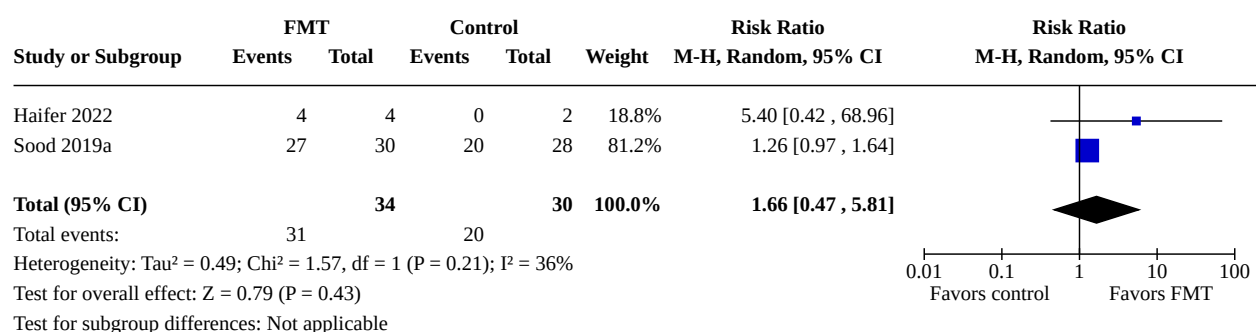 FMT Control Risk Ratio Risk Ratio
Study or Subgroup Events Total Events Total Weight M-H, Random, 95% CI M-H, Random, 95% CI
Haifer 2022 4 4 0 2 18.8% 5.40 [0.42 , 68.96]
Sood 2019a 27 30 20 28 81.2% 1.26 [0.97 , 1.64]
Total (95% CI) 34 30 100.0% 1.66 [0.47 , 5.81]
Total events: 31 20
Heterogeneity: Tau² = 0.49; Chi² = 1.57, df = 1 (P = 0.21); I² = 36%
0.01 0.1 1 10 100
Test for overall effect: Z = 0.79 (P = 0.43)
Favors control Favors FMT
Test for subgroup differences: Not applicable